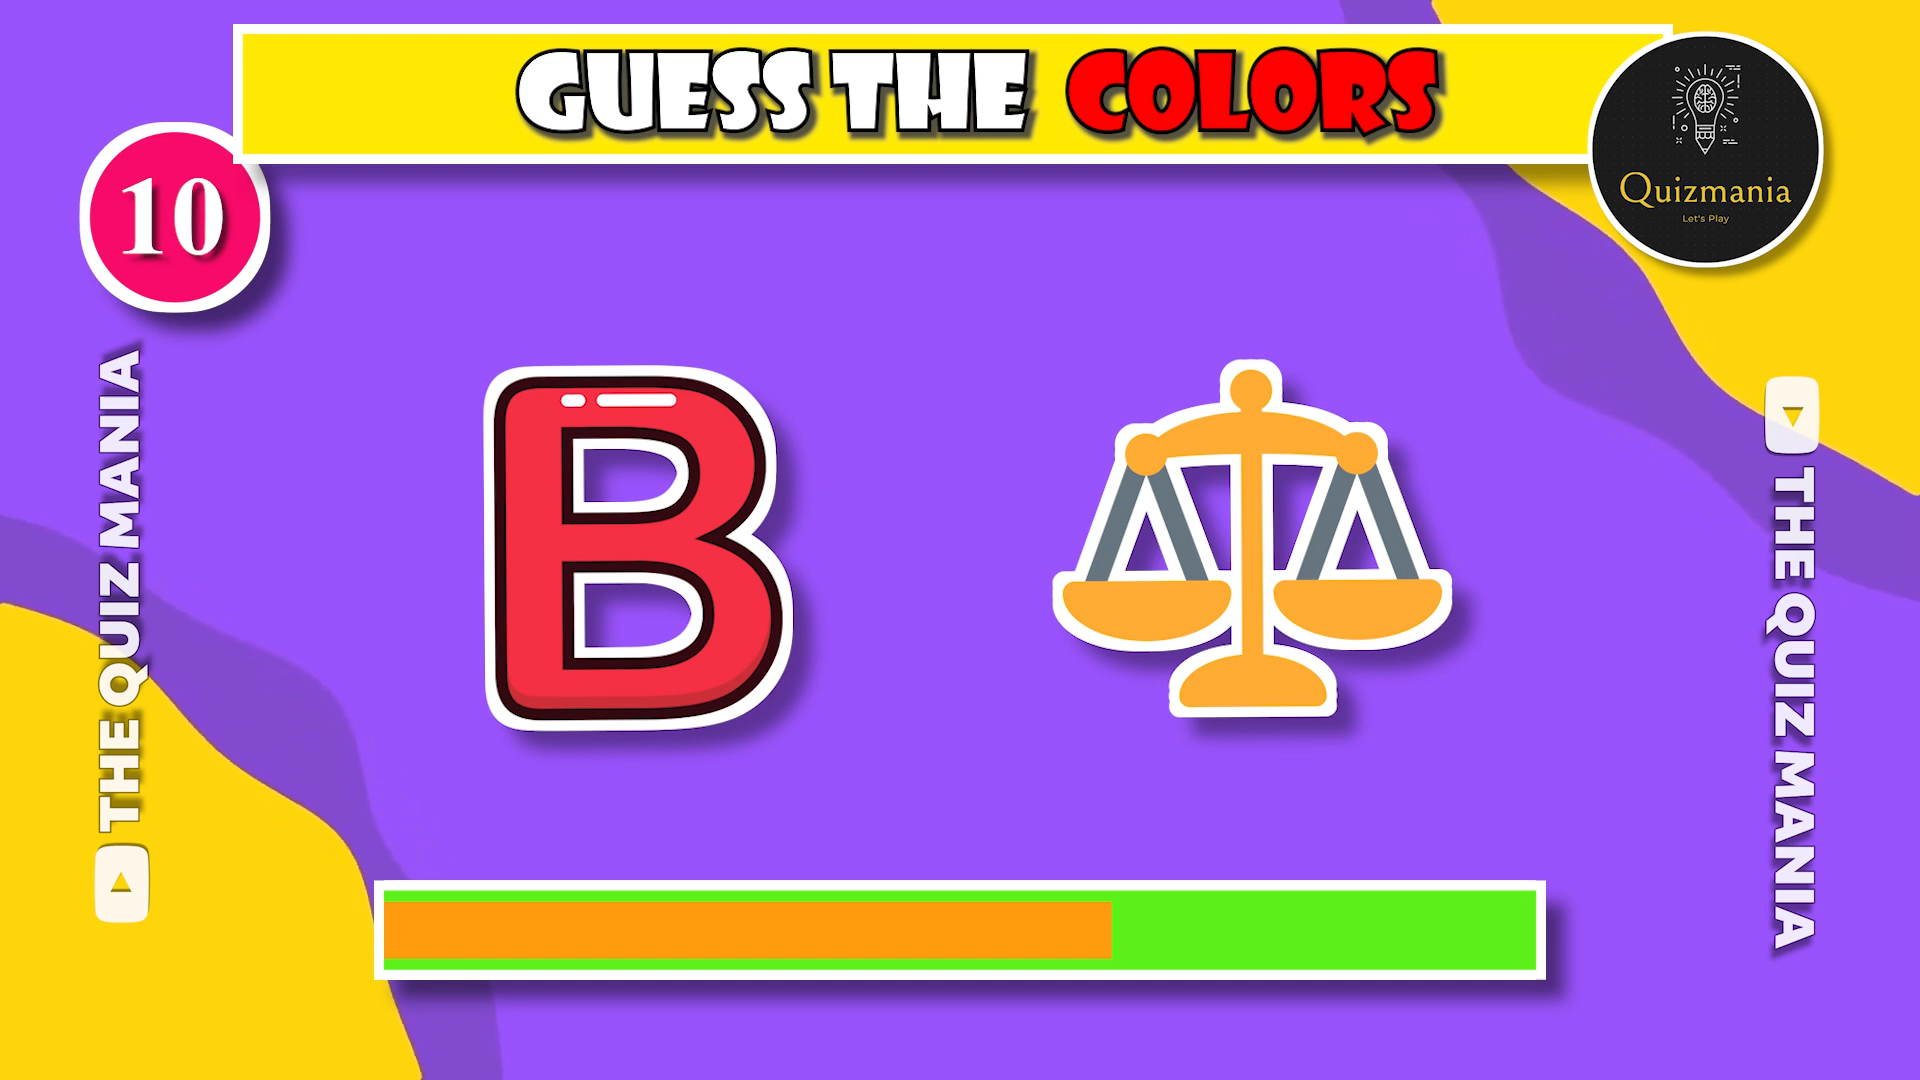 GUESS THE COLORS
10
Quizmania
Let's Play
THE QUIZ MANIA
B
THE QUIZ MANIA